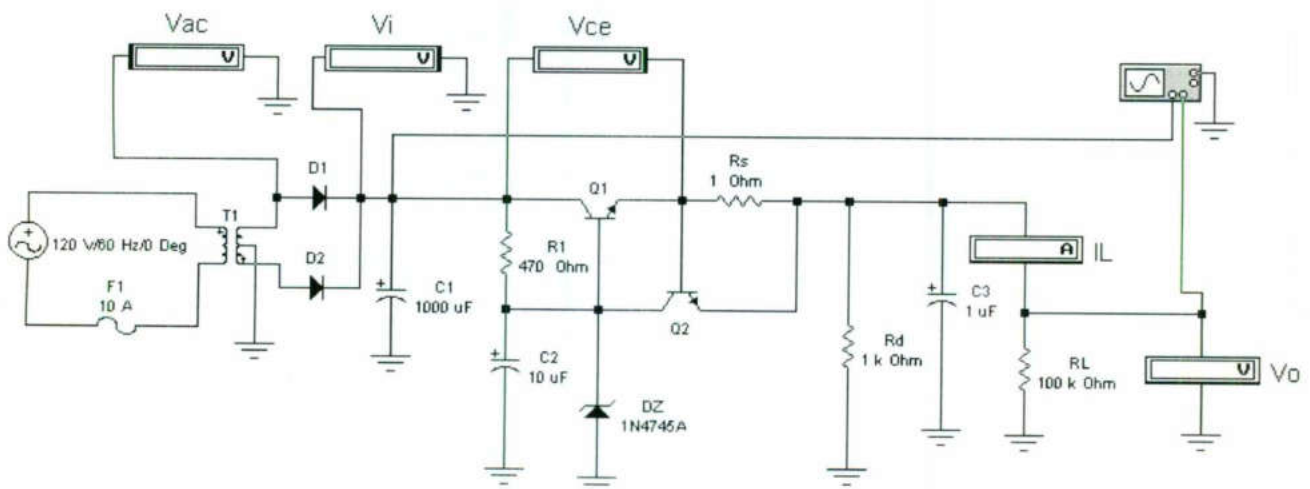 Vac
Vi
Vce
V
V
V
D1
Q1
Rs
1 Ohm
T1
120 V/60 Hz/0 Deg
D2
R1
470 Ohm
A
IL
F1
10 A
C1
1000 uF
Q2
C3
1 uF
C2
10 uF
Rd
1 k Ohm
RL
100 k Ohm
V
Vo
DZ
1N4745A